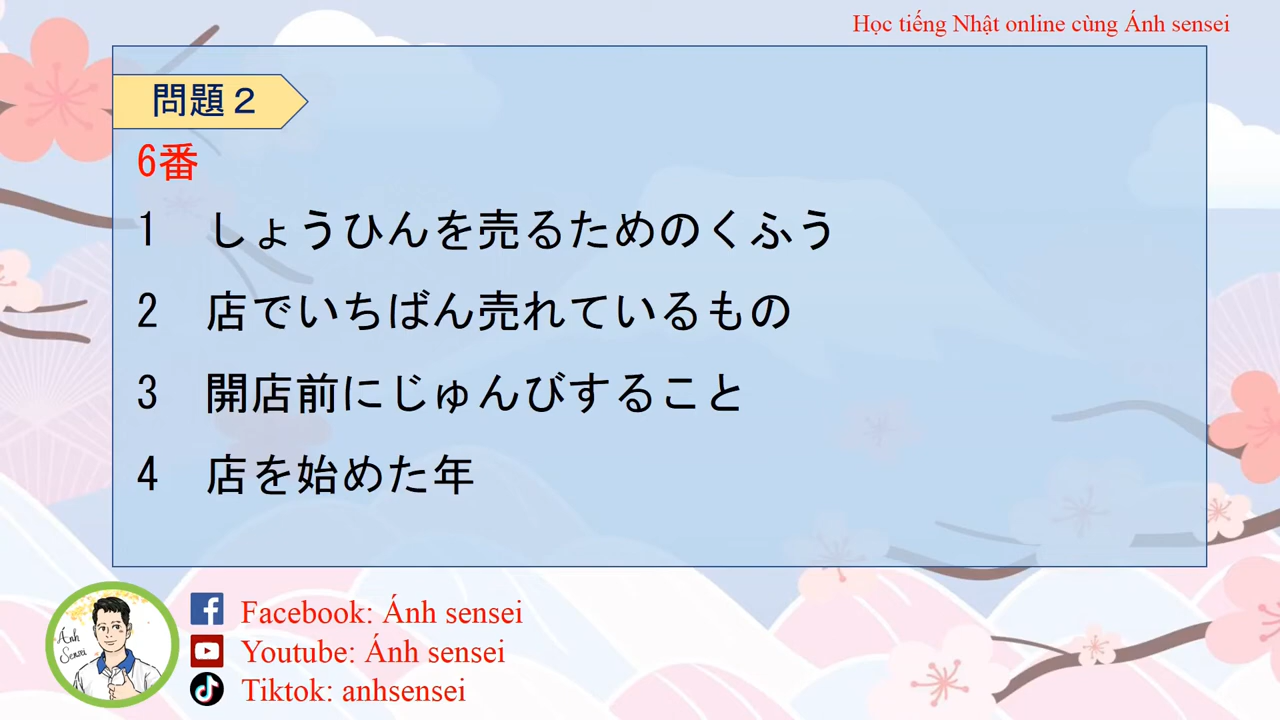 Học tiếng Nhật online cùng Ánh sensei
問題２
6番
1　しょうひんを売るためのくふう
2　店でいちばん売れているもの
3　開店前にじゅんびすること
4　店を始めた年
Ánh
Sensei
Facebook: Ánh sensei
Youtube: Ánh sensei
Tiktok: anhsensei